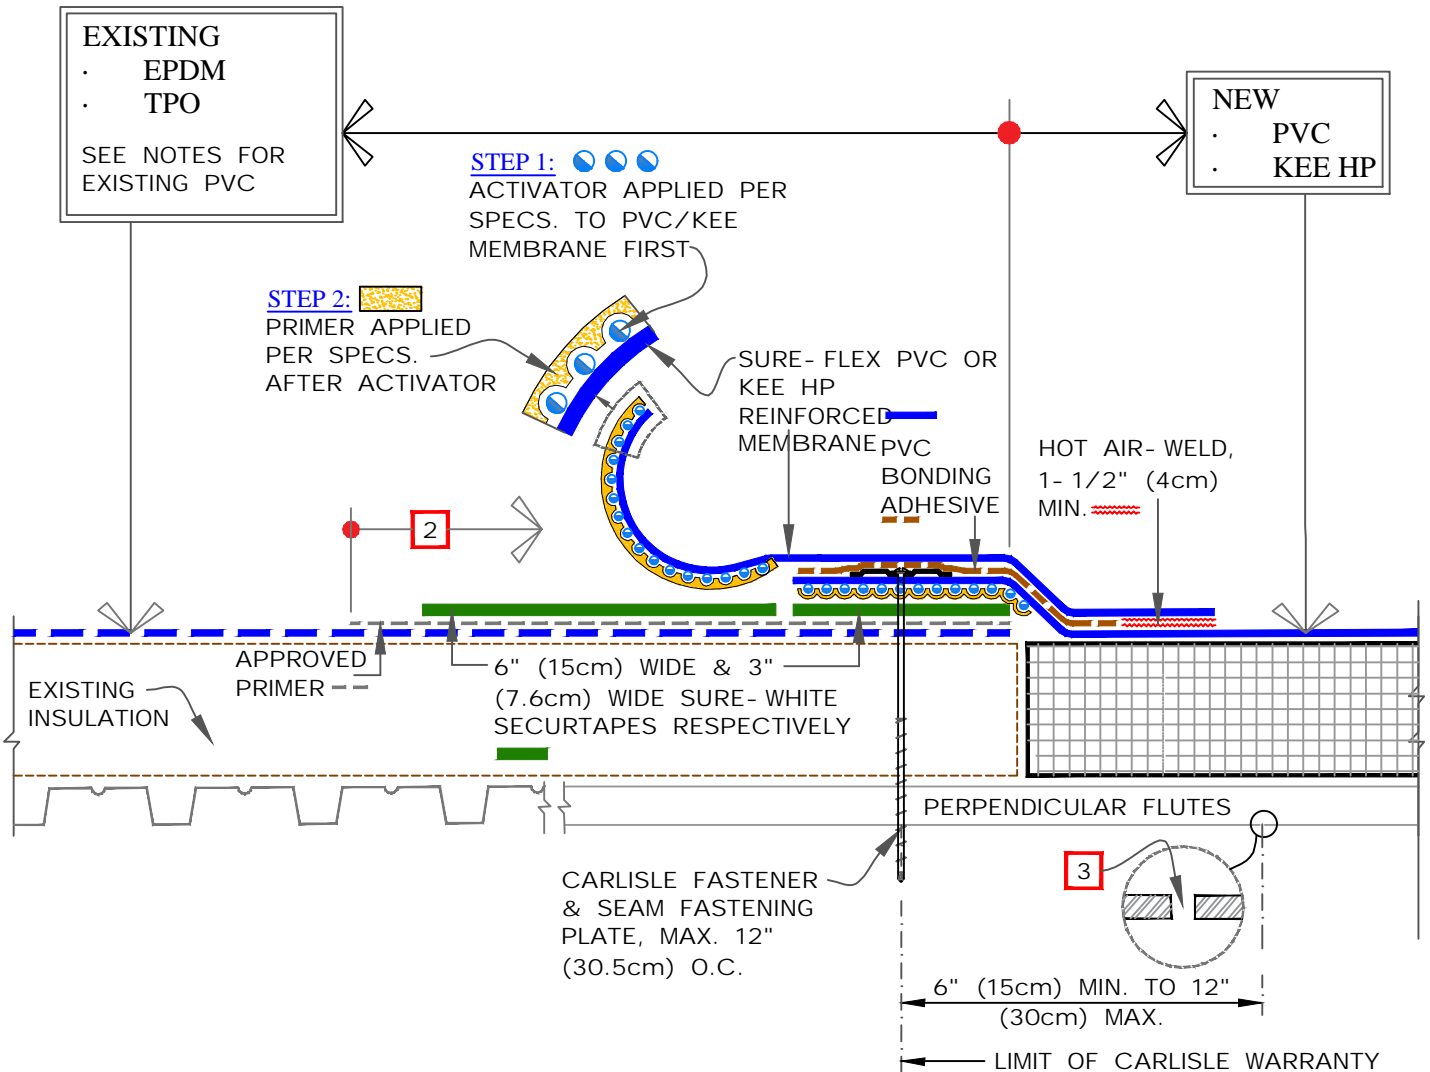 EXISTING
· EPDM
· TPO
SEE NOTES FOR
EXISTING PVC
NEW
· PVC
· KEE HP
STEP 1:
ACTIVATOR APPLIED PER
SPECS. TO PVC/KEE
MEMBRANE FIRST
STEP 2:
PRIMER APPLIED
PER SPECS.
AFTER ACTIVATOR
SURE-FLEX PVC OR
KEE HP
REINFORCED
MEMBRANE
PVC
BONDING
ADHESIVE
HOT AIR-WELD,
1-1/2" (4cm)
MIN.
2
APPROVED
PRIMER
6" (15cm) WIDE & 3"
(7.6cm) WIDE SURE-WHITE
SECURTAPES RESPECTIVELY
EXISTING
INSULATION
PERPENDICULAR FLUTES
3
CARLISLE FASTENER
& SEAM FASTENING
PLATE, MAX. 12"
(30.5cm) O.C.
6" (15cm) MIN. TO 12"
(30cm) MAX.
LIMIT OF CARLISLE WARRANTY